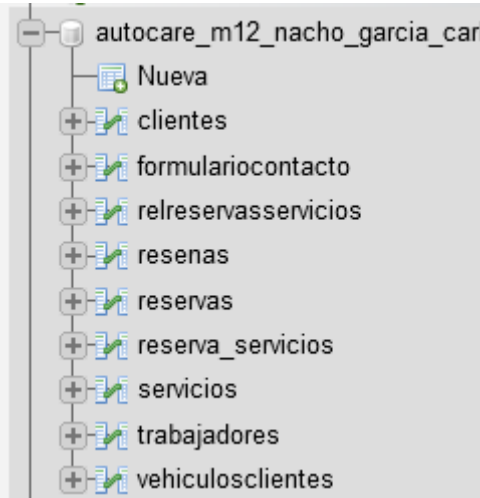 autocare_m12_nacho_garcia_car
Nueva
clientes
formulariocontacto
relreservasservicios
resenas
reservas
reserva_servicios
servicios
trabajadores
vehiculosclientes